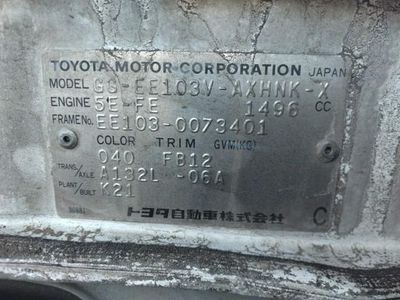 TOYOTA MOTOR CORPORATION JAPAN
MODEL GS-EE103V-AXHNK-X
ENGINE 5E-FE 1496 CC
FRAME No. EE103-0073401
COLOR TRIM GVM(KG)
040 FB12
TRANS/AXLE A132L -06A
PLANT/BUILT K21
トヨタ自動車株式会社 C